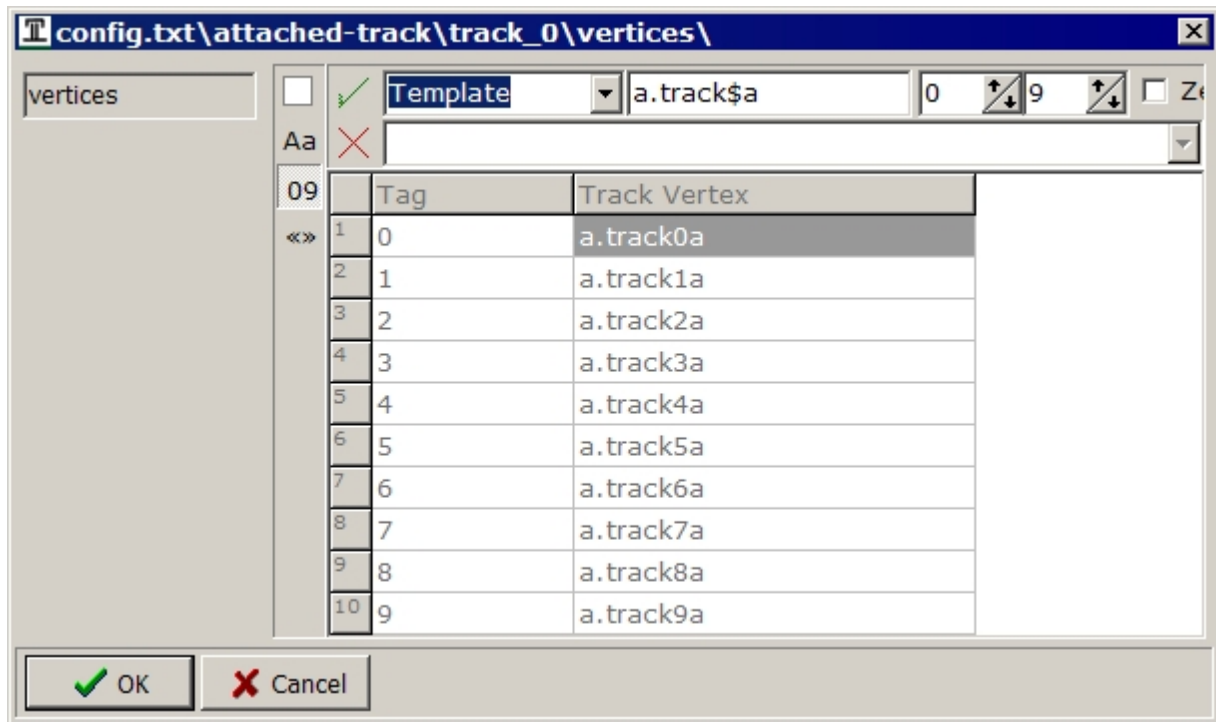 config.txt\attached-track\track_0\vertices\
vertices
Template a.track$a 0 9
Aa
09
«»
Tag Track Vertex
1 0 a.track0a
2 1 a.track1a
3 2 a.track2a
4 3 a.track3a
5 4 a.track4a
6 5 a.track5a
7 6 a.track6a
8 7 a.track7a
9 8 a.track8a
10 9 a.track9a
OK Cancel